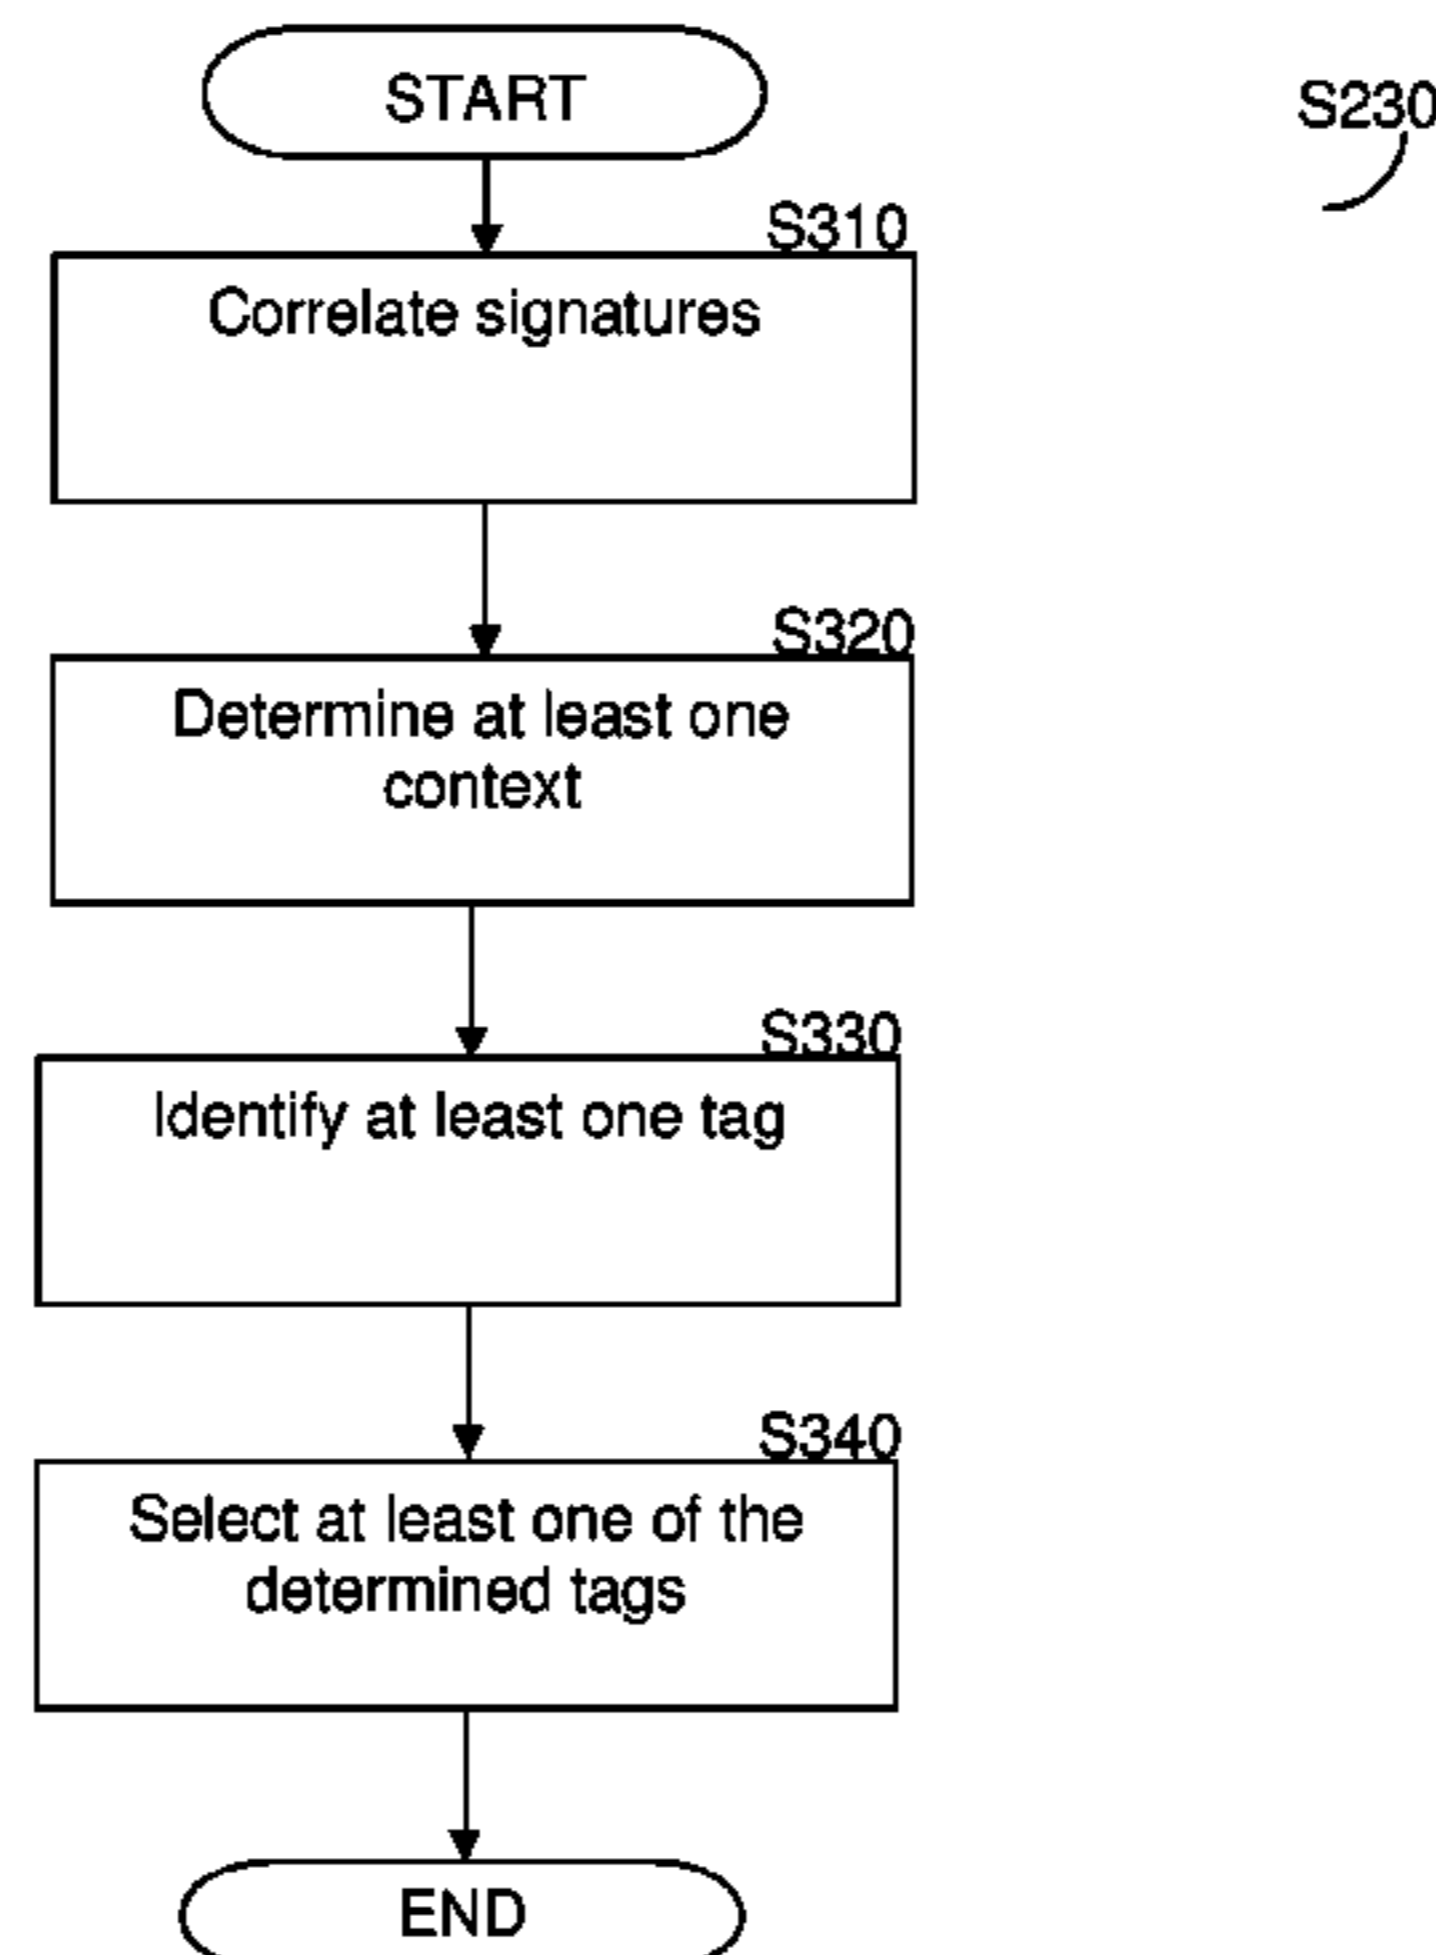 START
S230
S310
Correlate signatures
S320
Determine at least one
context
S330
Identify at least one tag
S340
Select at least one of the
determined tags
END